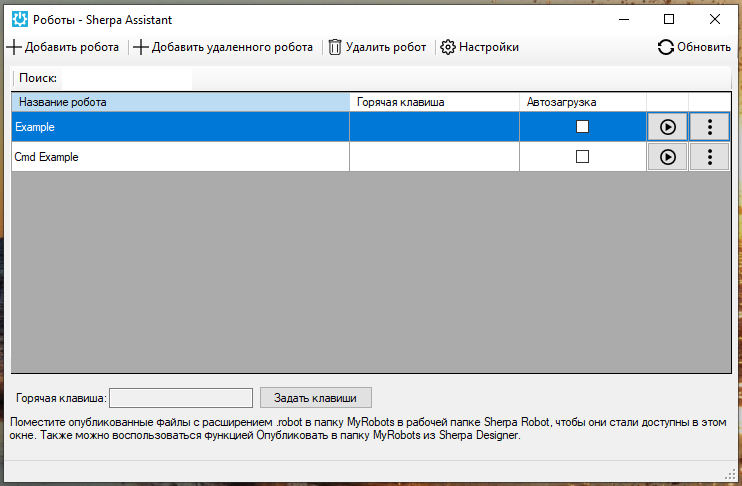 Роботы - Sherpa Assistant
Добавить робота Добавить удаленного робота Удалить робот Настройки Обновить
Поиск:
Название робота Горячая клавиша Автозагрузка
Example
Cmd Example
Горячая клавиша: Задать клавиши
Поместите опубликованные файлы с расширением .robot в папку MyRobots в рабочей папке Sherpa Robot, чтобы они стали доступны в этом
окне. Также можно воспользоваться функцией Опубликовать в папку MyRobots из Sherpa Designer.